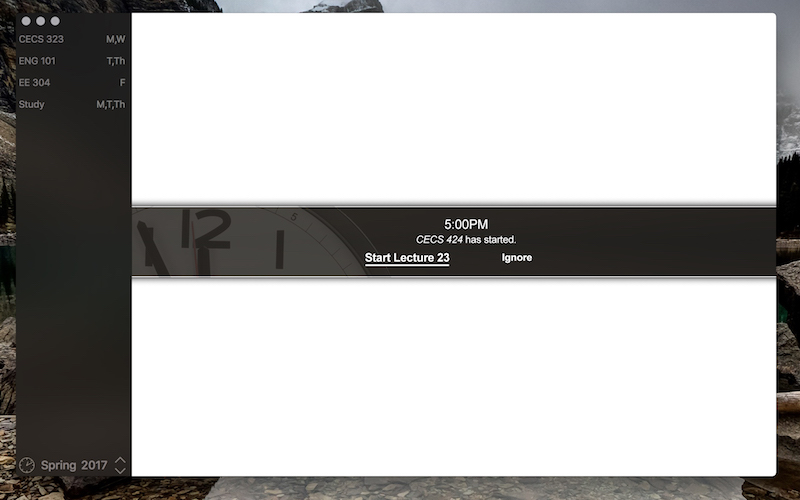 CECS 323 M,W
ENG 101 T,Th
EE 304 F
Study M,T,Th
12
1
5
5:00PM
CECS 424 has started.
Start Lecture 23 Ignore
Spring 2017